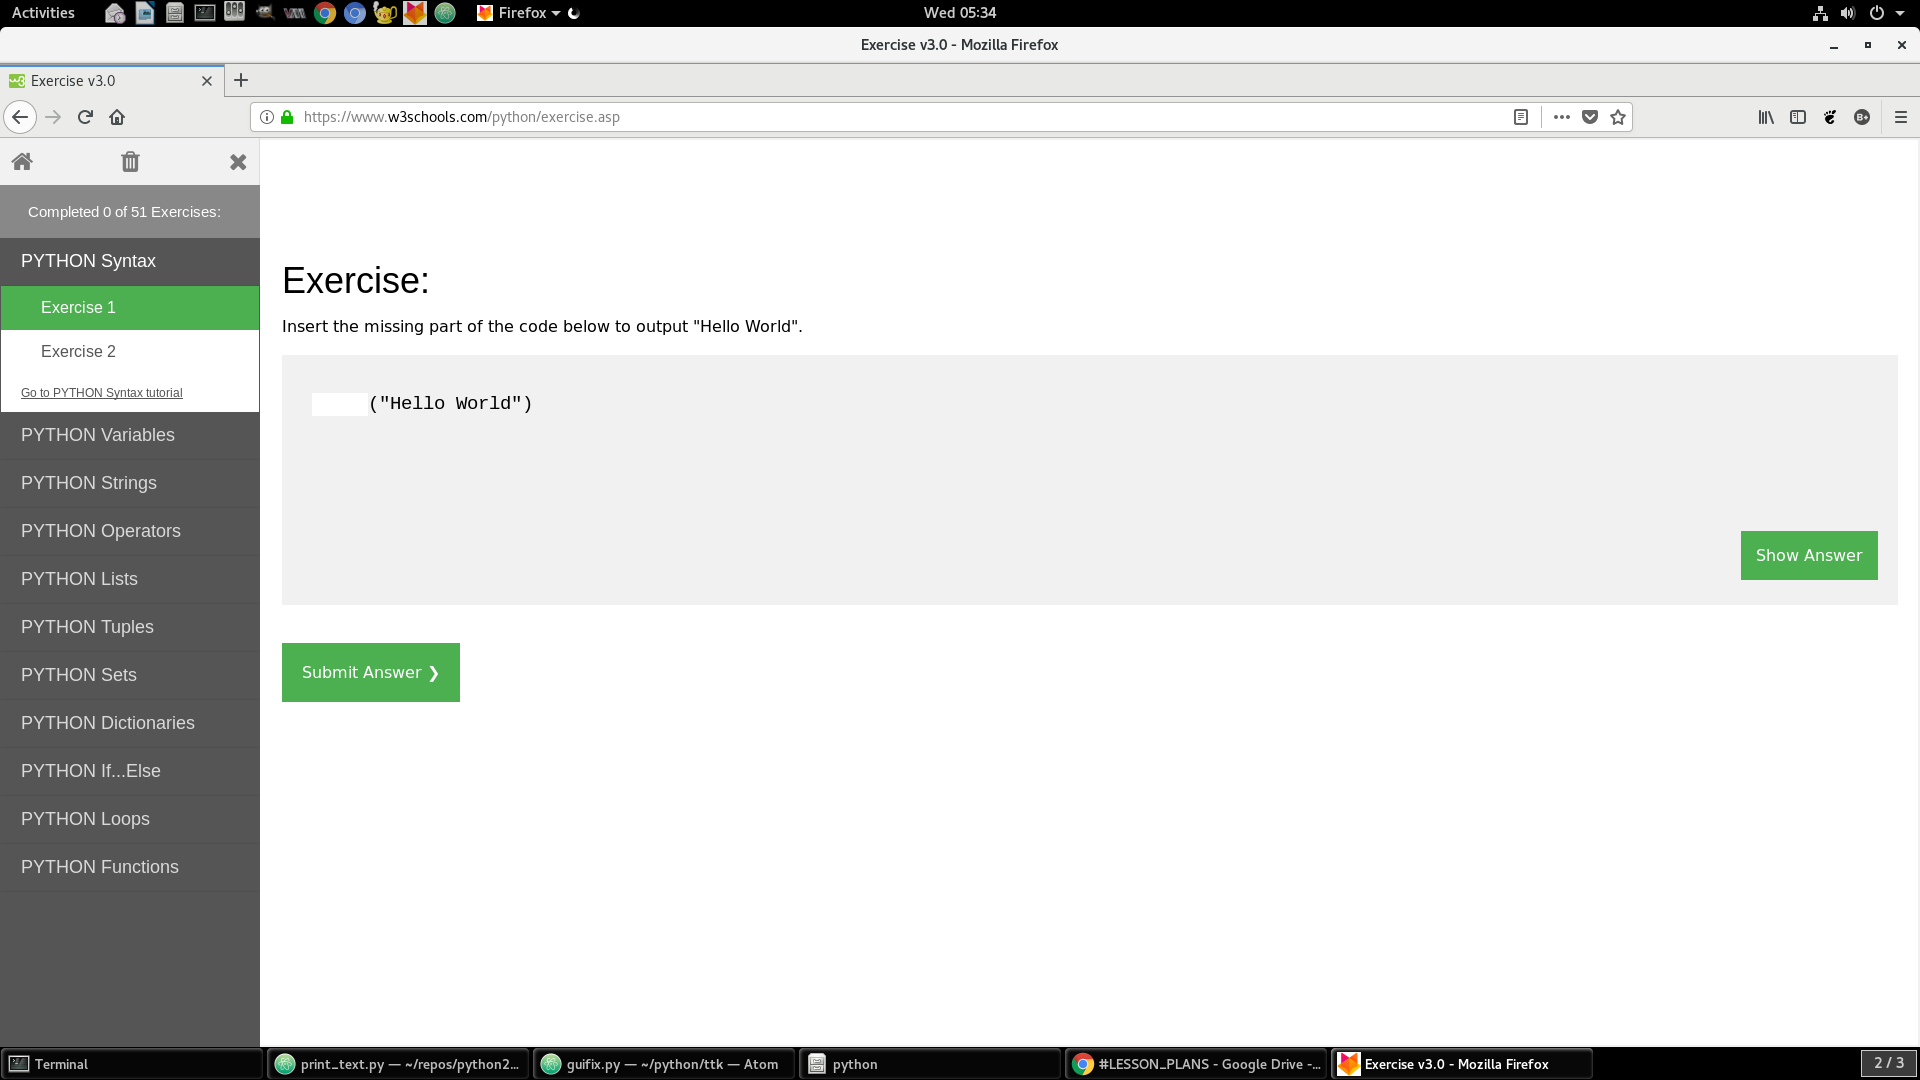 Activities
Firefox
Wed 05:34
Exercise v3.0 - Mozilla Firefox
Exercise v3.0
https://www.w3schools.com/python/exercise.asp
Completed 0 of 51 Exercises:
PYTHON Syntax
Exercise 1
Exercise 2
Go to PYTHON Syntax tutorial
PYTHON Variables
PYTHON Strings
PYTHON Operators
PYTHON Lists
PYTHON Tuples
PYTHON Sets
PYTHON Dictionaries
PYTHON If...Else
PYTHON Loops
PYTHON Functions
Exercise:
Insert the missing part of the code below to output "Hello World".
("Hello World")
Show Answer
Submit Answer ❯
Terminal
print_text.py — ~/repos/python2...
guifix.py — ~/python/ttk — Atom
python
#LESSON_PLANS - Google Drive -...
Exercise v3.0 - Mozilla Firefox
2 / 3